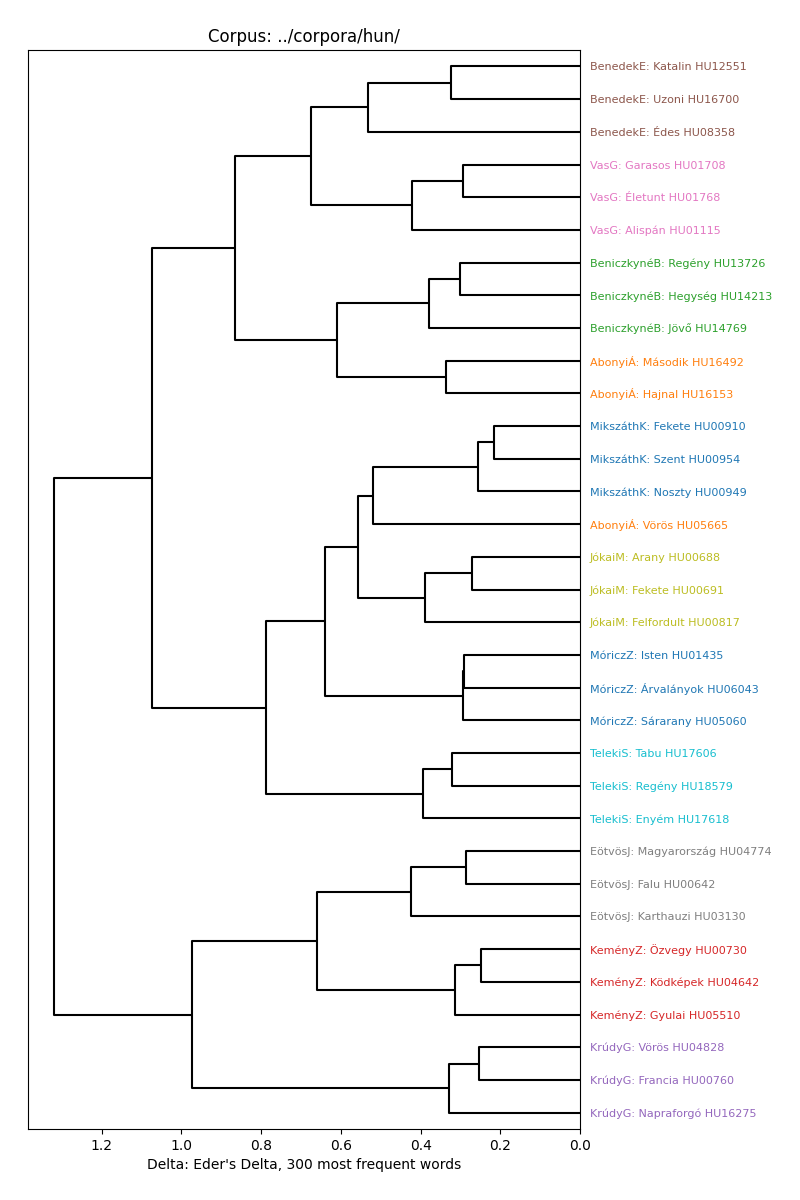 Corpus: ../corpora/hun/
BenedekE: Katalin HU12551
BenedekE: Uzoni HU16700
BenedekE: Édes HU08358
VasG: Garasos HU01708
VasG: Életunt HU01768
VasG: Alispán HU01115
BeniczkynéB: Regény HU13726
BeniczkynéB: Hegység HU14213
BeniczkynéB: Jövő HU14769
AbonyiÁ: Második HU16492
AbonyiÁ: Hajnal HU16153
MikszáthK: Fekete HU00910
MikszáthK: Szent HU00954
MikszáthK: Noszty HU00949
AbonyiÁ: Vörös HU05665
JókaiM: Arany HU00688
JókaiM: Fekete HU00691
JókaiM: Felfordult HU00817
MóriczZ: Isten HU01435
MóriczZ: Árvalányok HU06043
MóriczZ: Sárarany HU05060
TelekiS: Tabu HU17606
TelekiS: Regény HU18579
TelekiS: Enyém HU17618
EötvösJ: Magyarország HU04774
EötvösJ: Falu HU00642
EötvösJ: Karthauzi HU03130
KeményZ: Özvegy HU00730
KeményZ: Ködképek HU04642
KeményZ: Gyulai HU05510
KrúdyG: Vörös HU04828
KrúdyG: Francia HU00760
KrúdyG: Napraforgó HU16275
1.2 1.0 0.8 0.6 0.4 0.2 0.0
Delta: Eder's Delta, 300 most frequent words